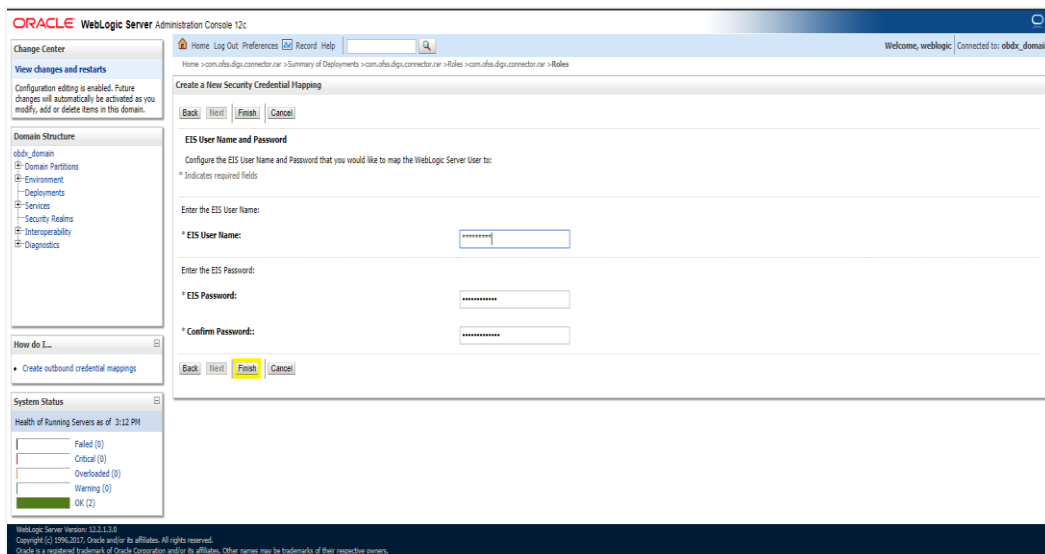 ORACLE WebLogic Server Administration Console 12c
Change Center
View changes and restarts
Configuration editing is enabled. Future
changes will automatically be activated as you
modify, add or delete items in this domain.
Domain Structure
obdx_domain
Domain Partitions
Environment
Deployments
Services
Security Realms
Interoperability
Diagnostics
How do I...
Create outbound credential mappings
System Status
Health of Running Servers as of 3:12 PM
Failed (0)
Critical (0)
Overloaded (0)
Warning (0)
OK (2)
Home Log Out Preferences Record Help
Welcome, weblogic Connected to: obdx_domain
Home >com.ofss.digx.connector.rar >Summary of Deployments >com.ofss.digx.connector.rar >Roles >com.ofss.digx.connector.rar >Roles
Create a New Security Credential Mapping
Back Next Finish Cancel
EIS User Name and Password
Configure the EIS User Name and Password that you would like to map the WebLogic Server User to:
* Indicates required fields
Enter the EIS User Name:
* EIS User Name: *********
Enter the EIS Password:
* EIS Password: ••••••••••••
* Confirm Password:: •••••••••••••
Back Next Finish Cancel
WebLogic Server Version: 12.2.1.3.0
Copyright (c) 1996,2017, Oracle and/or its affiliates. All rights reserved.
Oracle is a registered trademark of Oracle Corporation and/or its affiliates. Other names may be trademarks of their respective owners.